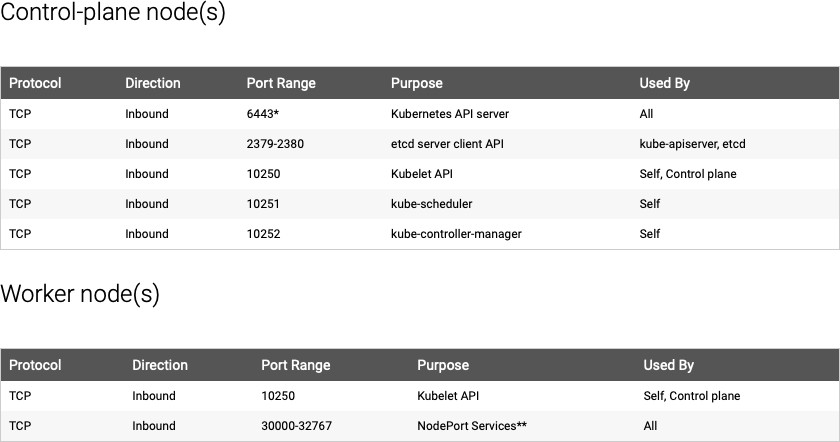 Control-plane node(s)
Protocol Direction Port Range Purpose Used By
TCP Inbound 6443* Kubernetes API server All
TCP Inbound 2379-2380 etcd server client API kube-apiserver, etcd
TCP Inbound 10250 Kubelet API Self, Control plane
TCP Inbound 10251 kube-scheduler Self
TCP Inbound 10252 kube-controller-manager Self
Worker node(s)
Protocol Direction Port Range Purpose Used By
TCP Inbound 10250 Kubelet API Self, Control plane
TCP Inbound 30000-32767 NodePort Services** All